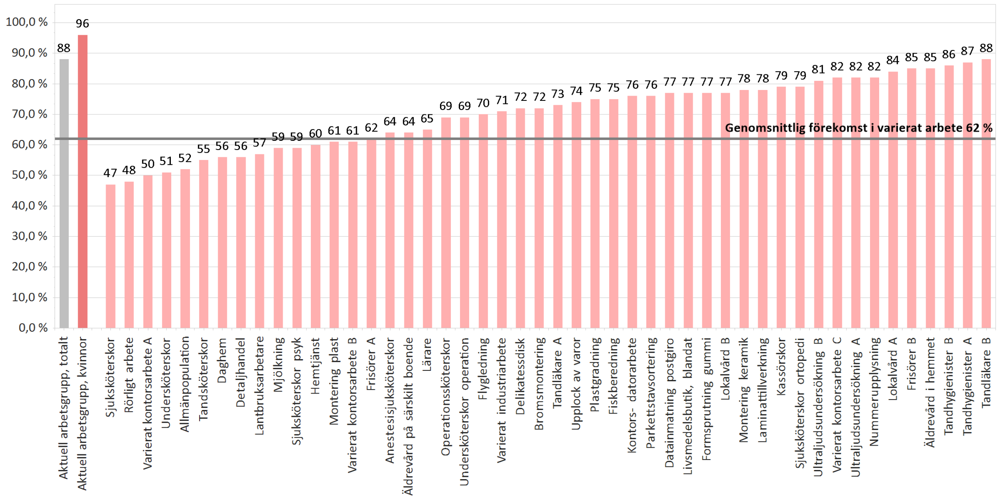 100,0 %
90,0 %
80,0 %
70,0 %
60,0 %
50,0 %
40,0 %
30,0 %
20,0 %
10,0 %
0,0 %
88
96
47
48
50
51
52
55
56
56
57
59
59
60
61
61
62
64
64
65
69
69
70
71
72
72
73
74
75
75
76
76
77
77
77
77
78
78
79
79
81
82
82
82
84
85
85
86
87
88
Genomsnittlig förekomst i varierat arbete 62 %
Aktuell arbetsgrupp, totalt
Aktuell arbetsgrupp, kvinnor
Sjuksköterskor
Rörligt arbete
Varierat kontorsarbete A
Undersköterskor
Allmänpopulation
Tandsköterskor
Daghem
Detaljhandel
Lantbruksarbetare
Mjölkning
Sjuksköterskor psyk
Hemtjänst
Montering plast
Varierat kontorsarbete B
Frisörer A
Anestesisjuksköterskor
Äldrevård på särskilt boende
Lärare
Operationssköterskor
Undersköterskor operation
Flygledning
Varierat industriarbete
Delikatessdisk
Bromsmontering
Tandläkare A
Upplock av varor
Plastgradning
Fiskberedning
Kontors- datorarbete
Parkettstavsortering
Datainmatning postgiro
Livsmedelsbutik, blandat
Formsprutning gummi
Lokalvård B
Montering keramik
Laminattillverkning
Kassörskor
Sjuksköterskor ortopedi
Ultraljudsundersökning B
Varierat kontorsarbete C
Ultraljudsundersökning A
Nummerupplysning
Lokalvård A
Frisörer B
Äldrevård i hemmet
Tandhygienister B
Tandhygienister A
Tandläkare B